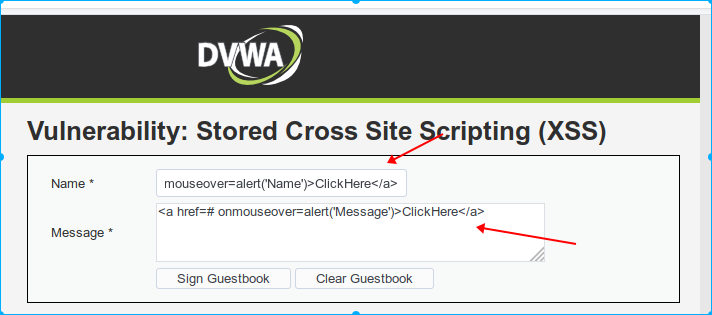 DVWA
Vulnerability: Stored Cross Site Scripting (XSS)
Name * mouseover=alert('Name')>ClickHere</a>
<a href=# onmouseover=alert('Message')>ClickHere</a>
Message *
Sign Guestbook Clear Guestbook